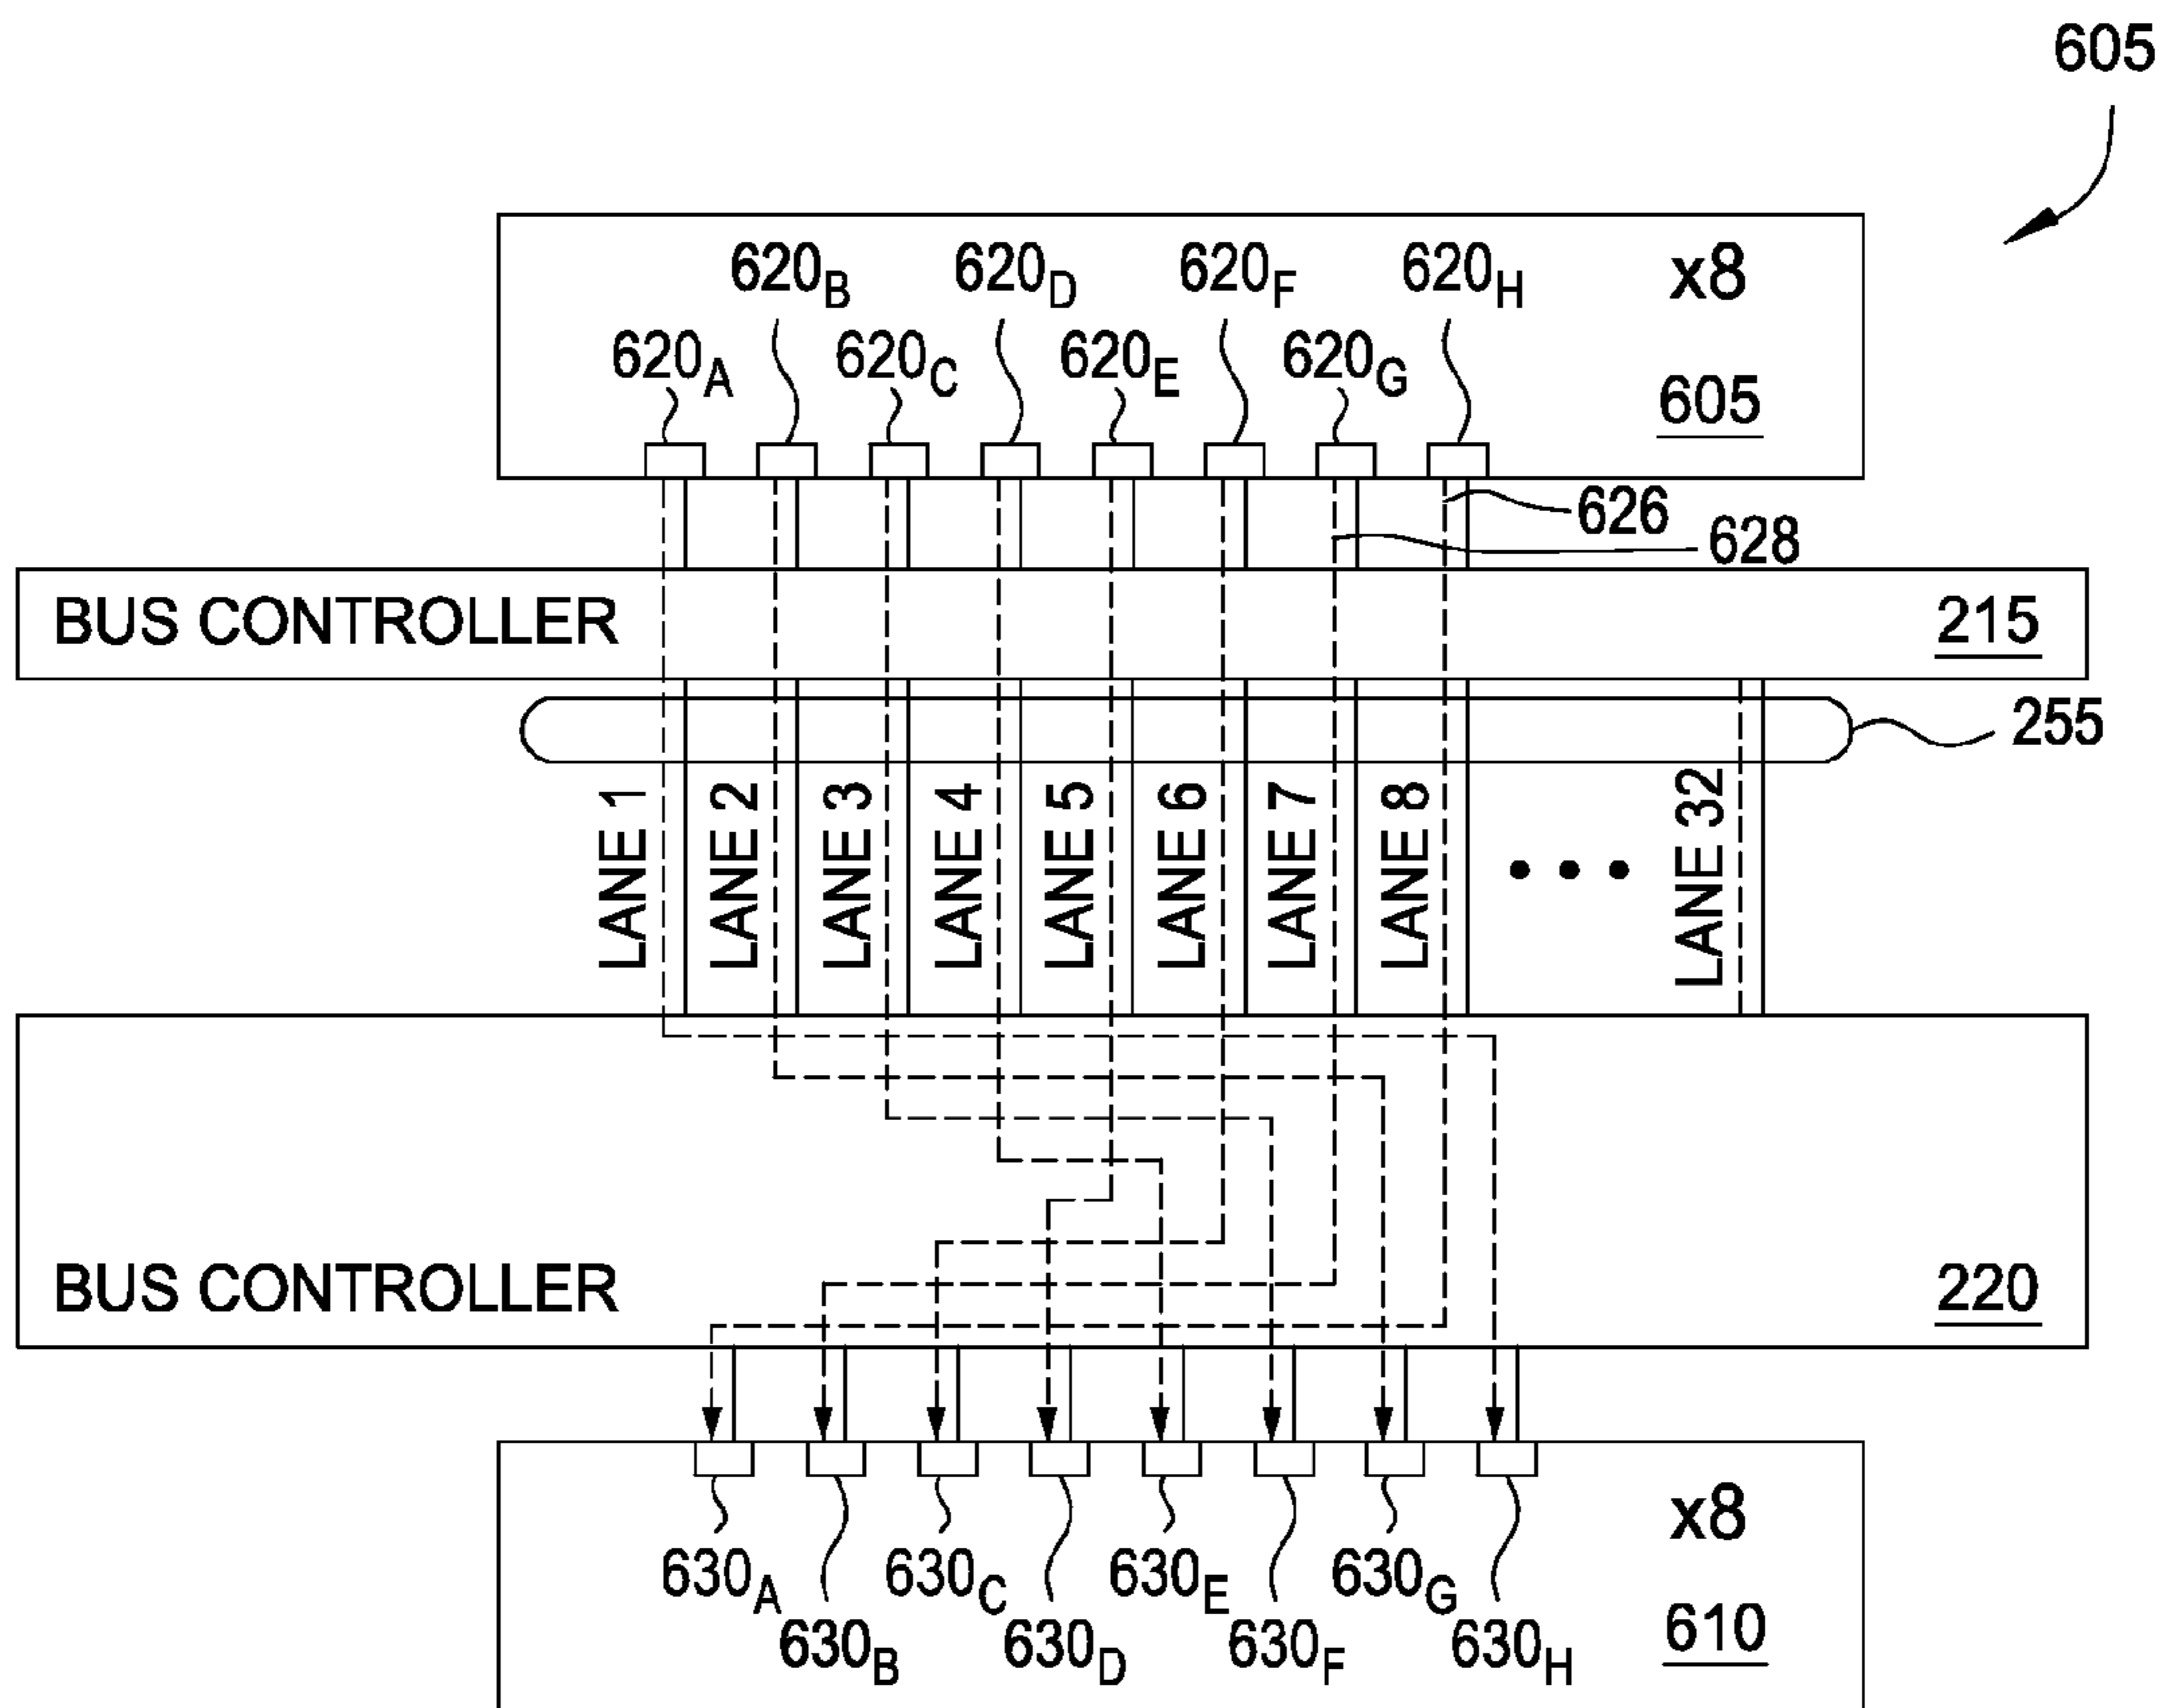 605
620B 620D 620F 620H x8
620A 620C 620E 620G
605
626
628
BUS CONTROLLER 215
255
LANE 1
LANE 2
LANE 3
LANE 4
LANE 5
LANE 6
LANE 7
LANE 8
• • •
LANE 32
BUS CONTROLLER 220
x8
630A 630C 630E 630G
630B 630D 630F 630H
610